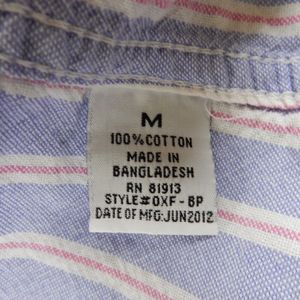 M
100% COTTON
MADE IN
BANGLADESH
RN 81913
STYLE#OXF-BP
DATE OF MFG:JUN2012